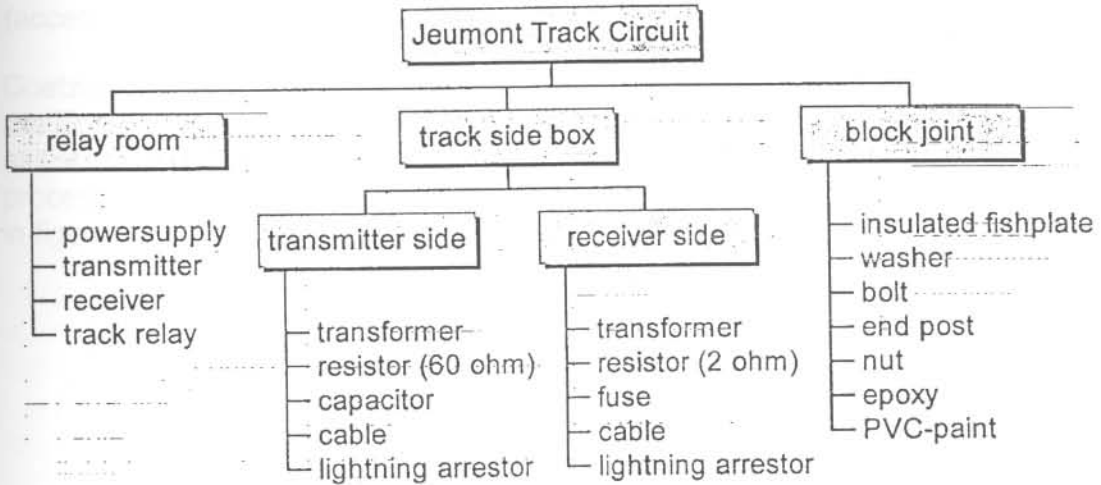 Jeumont Track Circuit
relay room
track side box
block joint
powersupply
transmitter
receiver
track relay
transmitter side
receiver side
transformer
resistor (60 ohm)
capacitor
cable
lightning arrestor
transformer
resistor (2 ohm)
fuse
cable
lightning arrestor
insulated fishplate
washer
bolt
end post
nut
epoxy
PVC-paint